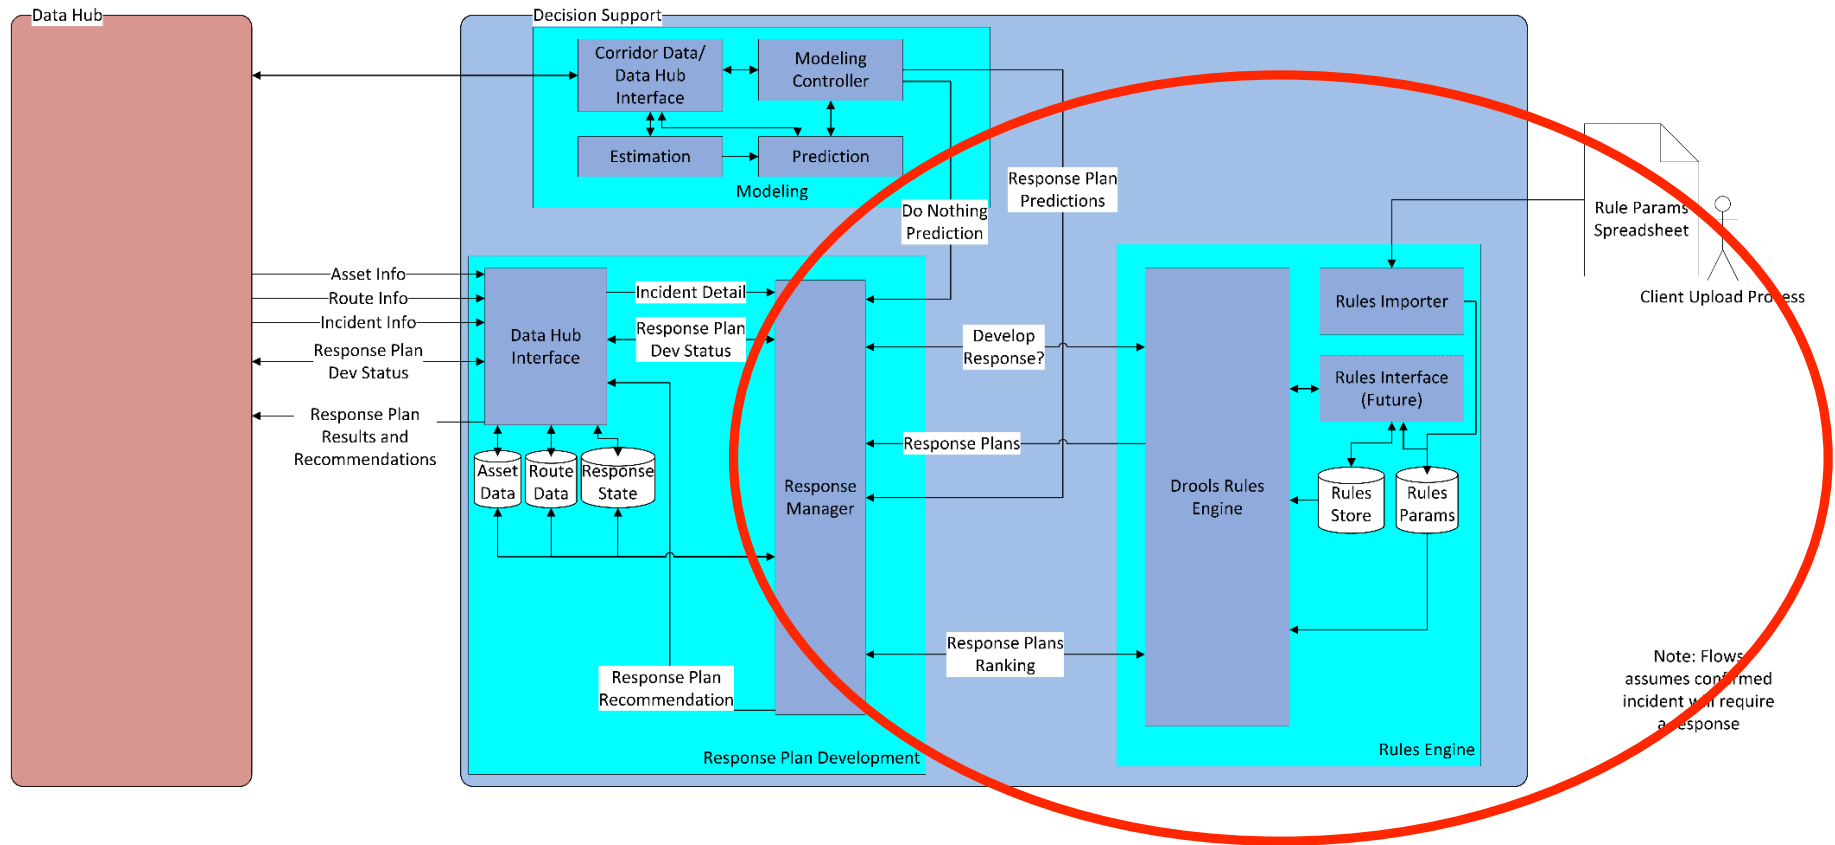 Data Hub
Decision Support
Corridor Data/
Data Hub
Interface
Modeling
Controller
Estimation
Prediction
Modeling
Response Plan
Predictions
Do Nothing
Prediction
Rule Params
Spreadsheet
Client Upload Process
Asset Info
Route Info
Incident Info
Response Plan
Dev Status
Response Plan
Results and
Recommendations
Data Hub
Interface
Incident Detail
Response Plan
Dev Status
Asset
Data
Route
Data
Response
State
Response Plan
Recommendation
Response
Manager
Response Plan Development
Develop
Response?
Response Plans
Response Plans
Ranking
Drools Rules
Engine
Rules Importer
Rules Interface
(Future)
Rules
Store
Rules
Params
Rules Engine
Note: Flows
assumes confirmed
incident will require
a response